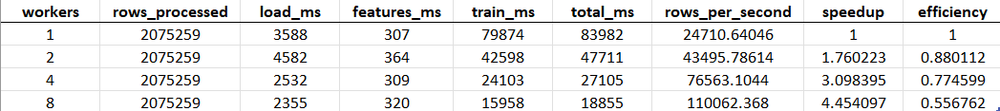 workers rows_processed load_ms features_ms train_ms total_ms rows_per_second speedup efficiency
1 2075259 3588 307 79874 83982 24710.64046 1 1
2 2075259 4582 364 42598 47711 43495.78614 1.760223 0.880112
4 2075259 2532 309 24103 27105 76563.1044 3.098395 0.774599
8 2075259 2355 320 15958 18855 110062.368 4.454097 0.556762